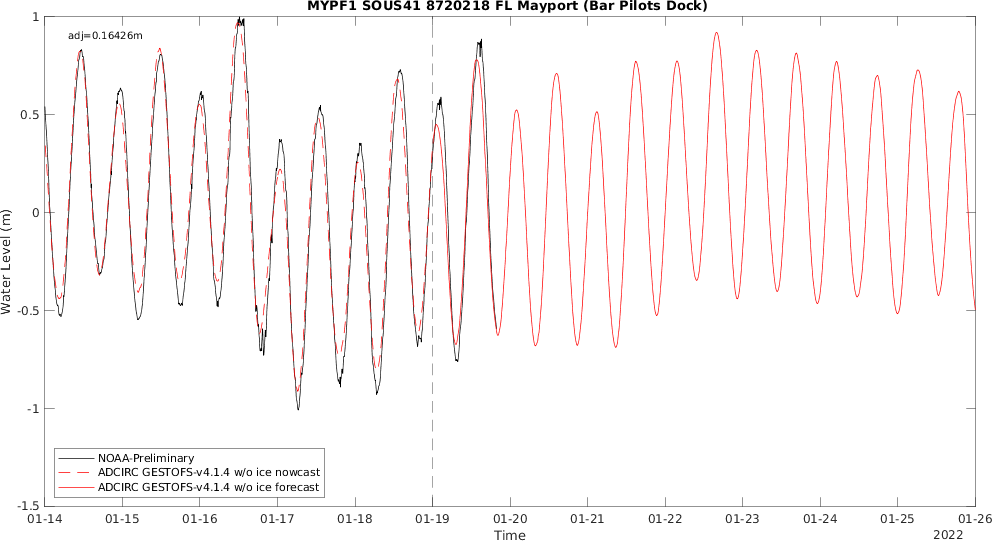 MYPF1 SOUS41 8720218 FL Mayport (Bar Pilots Dock)
adj=0.16426m
1
0.5
0
-0.5
-1
-1.5
Water Level (m)
NOAA-Preliminary
ADCIRC GESTOFS-v4.1.4 w/o ice nowcast
ADCIRC GESTOFS-v4.1.4 w/o ice forecast
01-14 01-15 01-16 01-17 01-18 01-19 01-20 01-21 01-22 01-23 01-24 01-25 01-26
Time
2022